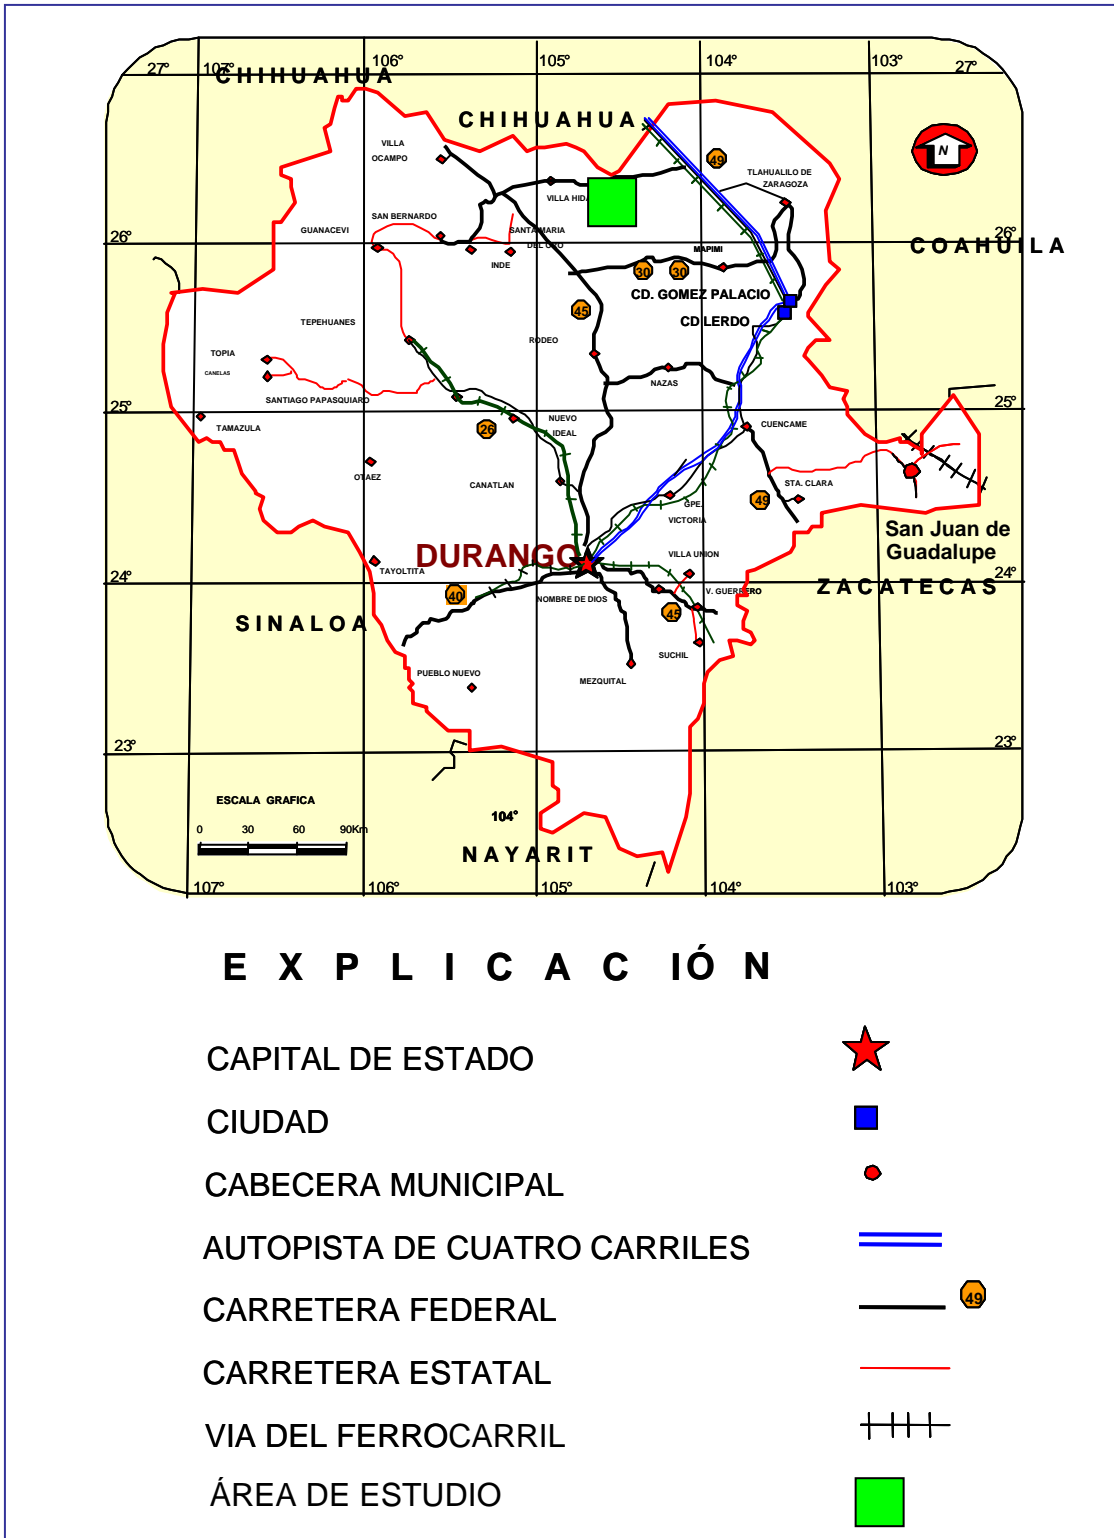 27° 107° 106° 105° 104° 103° 27°
CHIHUAHUA
CHIHUAHUA
49
N
VILLA
OCAMPO
TLAHUALILO DE
ZARAGOZA
VILLA HID
SAN BERNARDO
GUANACEVI
SANTA MARIA
DEL ORO
26°
26°
COAHUILA
INDE
MAPIMI
30
30
CD. GOMEZ PALACIO
45
CD LERDO
TEPEHUANES
RODEO
TOPIA
CANELAS
NAZAS
SANTIAGO PAPASQUIARO
25°
25°
TAMAZULA
26
NUEVO
IDEAL
CUENCAME
OTAEZ
CANATLAN
STA. CLARA
49
GPE.
VICTORIA
San Juan de
Guadalupe
DURANGO
VILLA UNION
TAYOLTITA
24°
24°
ZACATECAS
40
NOMBRE DE DIOS
V. GUERRERO
45
SINALOA
SUCHIL
PUEBLO NUEVO
MEZQUITAL
23°
23°
ESCALA GRAFICA
0 30 60 90Km
104°
NAYARIT
107° 106° 105° 104° 103°
EXPLICACIÓN
CAPITAL DE ESTADO
CIUDAD
CABECERA MUNICIPAL
AUTOPISTA DE CUATRO CARRILES
CARRETERA FEDERAL 49
CARRETERA ESTATAL
VIA DEL FERROCARRIL
ÁREA DE ESTUDIO